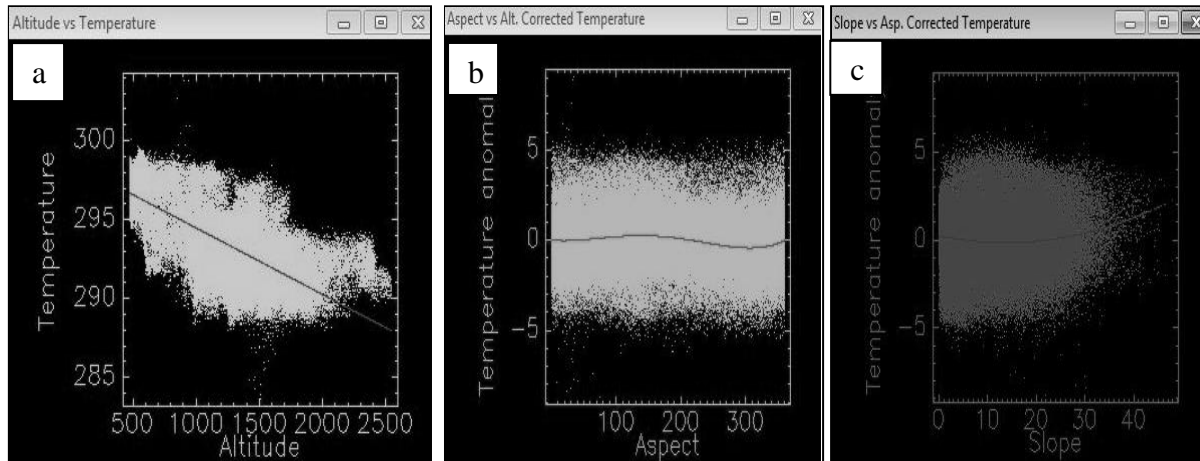 Altitude vs Temperature
a
300
295
290
285
Temperature
500 1000 1500 2000 2500
Altitude
Aspect vs Alt. Corrected Temperature
b
5
0
-5
Temperature anomal
100 200 300
Aspect
Slope vs Asp. Corrected Temperature
c
5
0
-5
Temperature anomal
0 10 20 30 40
Slope